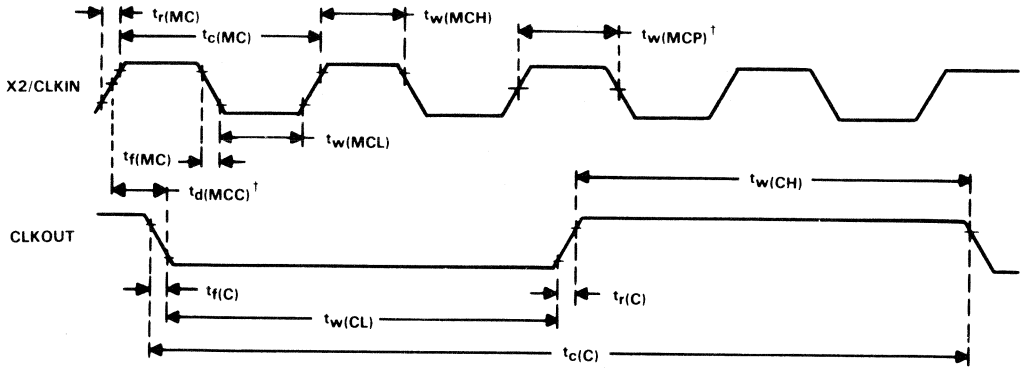 tr(MC)
tw(MCH)
tc(MC)
tw(MCP)†
X2/CLKIN
tw(MCL)
tf(MC)
td(MCC)†
tw(CH)
CLKOUT
tf(C)
tr(C)
tw(CL)
tc(C)